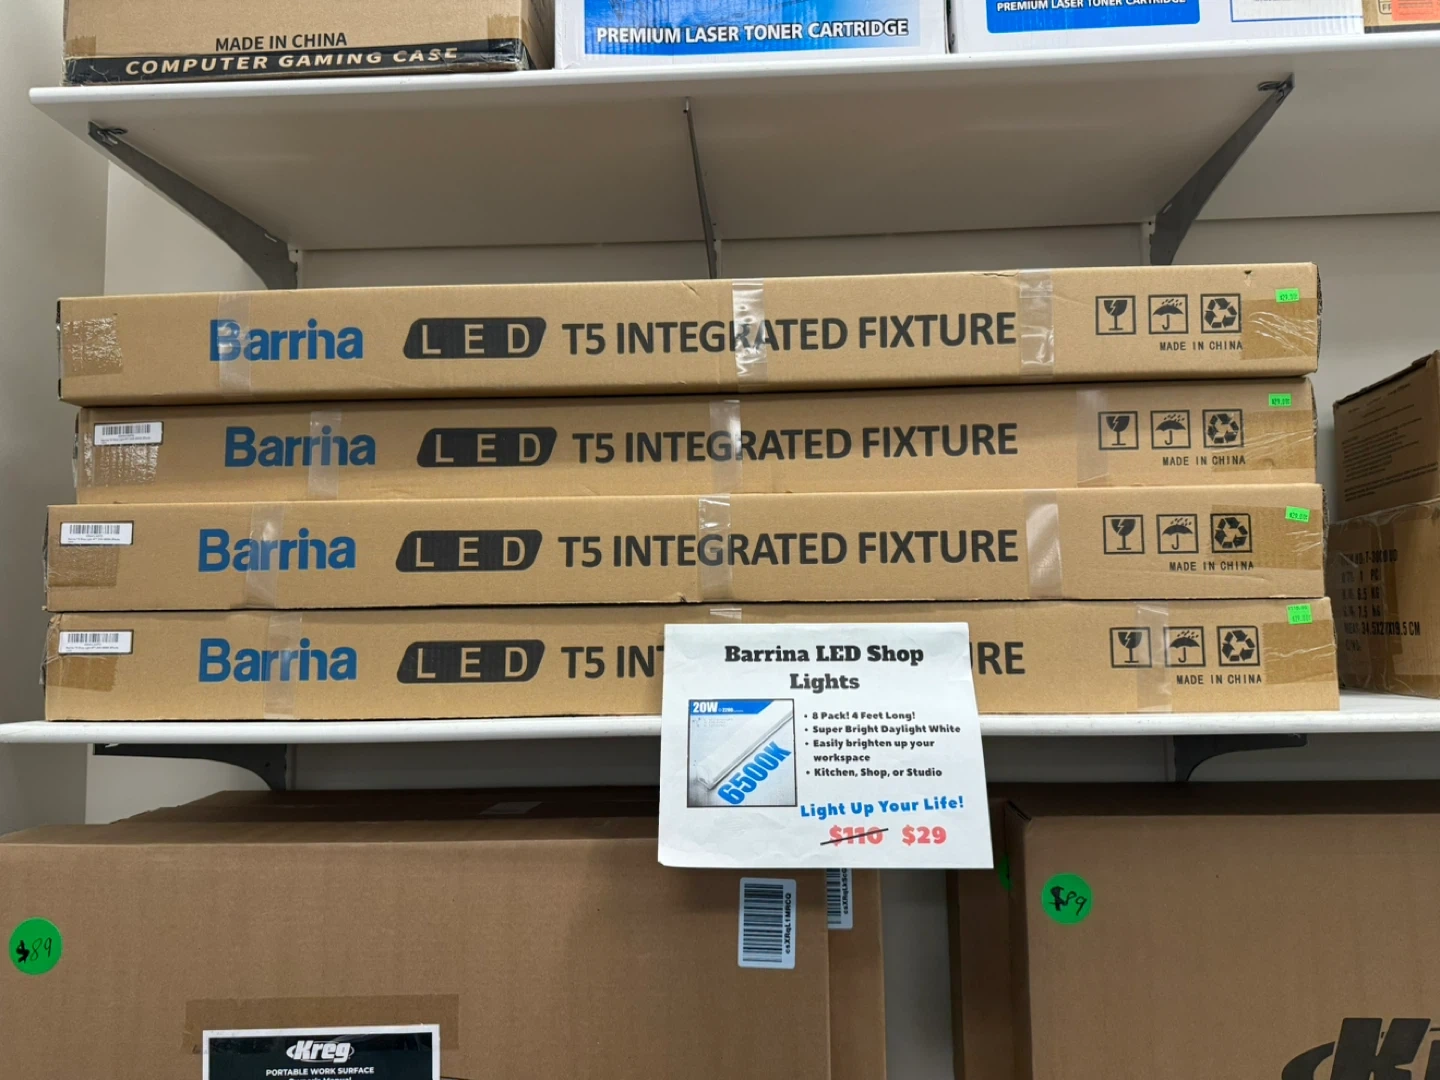 MADE IN CHINA
COMPUTER GAMING CASE
PREMIUM LASER TONER CARTRIDGE
PREMIUM LASER TONER CARTRIDGE
Barrina LED T5 INTEGRATED FIXTURE
MADE IN CHINA
Barrina LED T5 INTEGRATED FIXTURE
MADE IN CHINA
Barrina LED T5 INTEGRATED FIXTURE
MADE IN CHINA
Barrina LED T5 IN
RE
MADE IN CHINA
Barrina LED Shop
Lights
20W
6500K
• 8 Pack! 4 Feet Long!
• Super Bright Daylight White
• Easily brighten up your
workspace
• Kitchen, Shop, or Studio
Light Up Your Life!
$110 $29
$89
$89
Kreg
PORTABLE WORK SURFACE